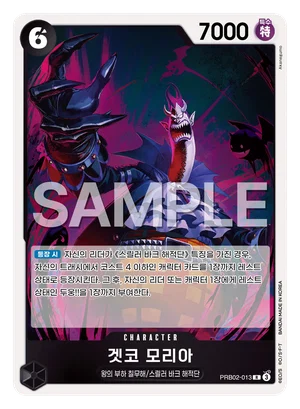 6
7000
특수
特
SAMPLE
등장 시 자신의 리더가 《스릴러 바크 해적단》 특징을 가진 경우,
자신의 트래시에서 코스트 4 이하인 캐릭터 카드를 1장까지 레스트
상태로 등장시킨다. 그 후, 자신의 리더 또는 캐릭터 1장에게 레스트
상태인 두웅!!을 1장까지 부여한다.
BANDAI MADE IN KOREA
CHARACTER
겟코 모리아
왕의 부하 칠무해/스릴러 바크 해적단
PRB02-013 R